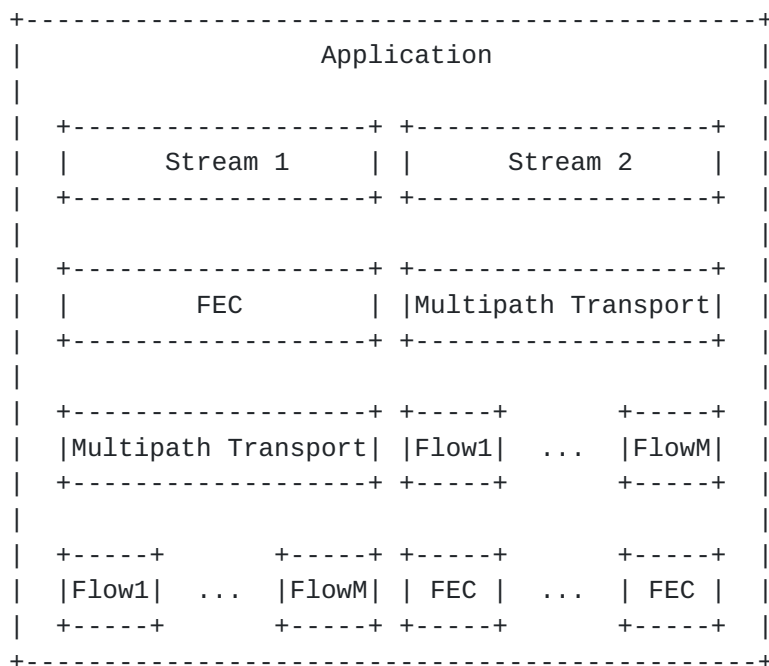 +-----------------------------------------------+
|                   Application                 |
|                                               |
|  +-------------------+ +-------------------+  |
|  |      Stream 1     | |      Stream 2     |  |
|  +-------------------+ +-------------------+  |
|                                               |
|  +-------------------+ +-------------------+  |
|  |        FEC        | |Multipath Transport|  |
|  +-------------------+ +-------------------+  |
|                                               |
|  +-------------------+ +-----+       +-----+  |
|  |Multipath Transport| |Flow1|  ...  |FlowM|  |
|  +-------------------+ +-----+       +-----+  |
|                                               |
|  +-----+       +-----+ +-----+       +-----+  |
|  |Flow1|  ...  |FlowM| | FEC |  ...  | FEC |  |
|  +-----+       +-----+ +-----+       +-----+  |
+-----------------------------------------------+